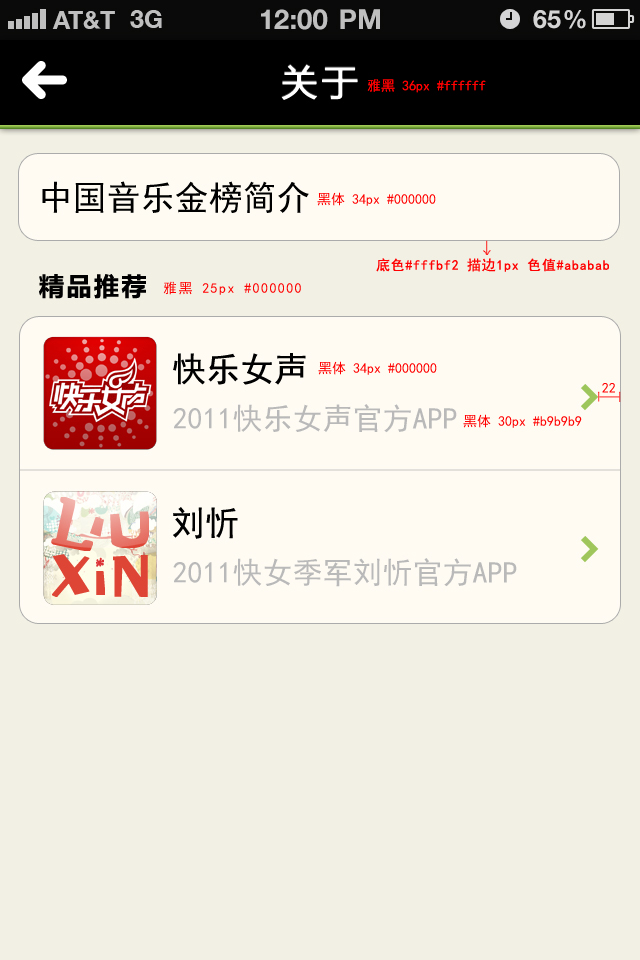 AT&T 3G 12:00 PM 65%
关于 雅黑 36px #ffffff
中国音乐金榜简介 黑体 34px #000000
底色#fffbf2 描边1px 色值#ababab
精品推荐 雅黑 25px #000000
快乐女声
快乐女声 黑体 34px #000000
22
2011快乐女声官方APP 黑体 30px #b9b9b9
LIU
XiN
刘忻
2011快女季军刘忻官方APP